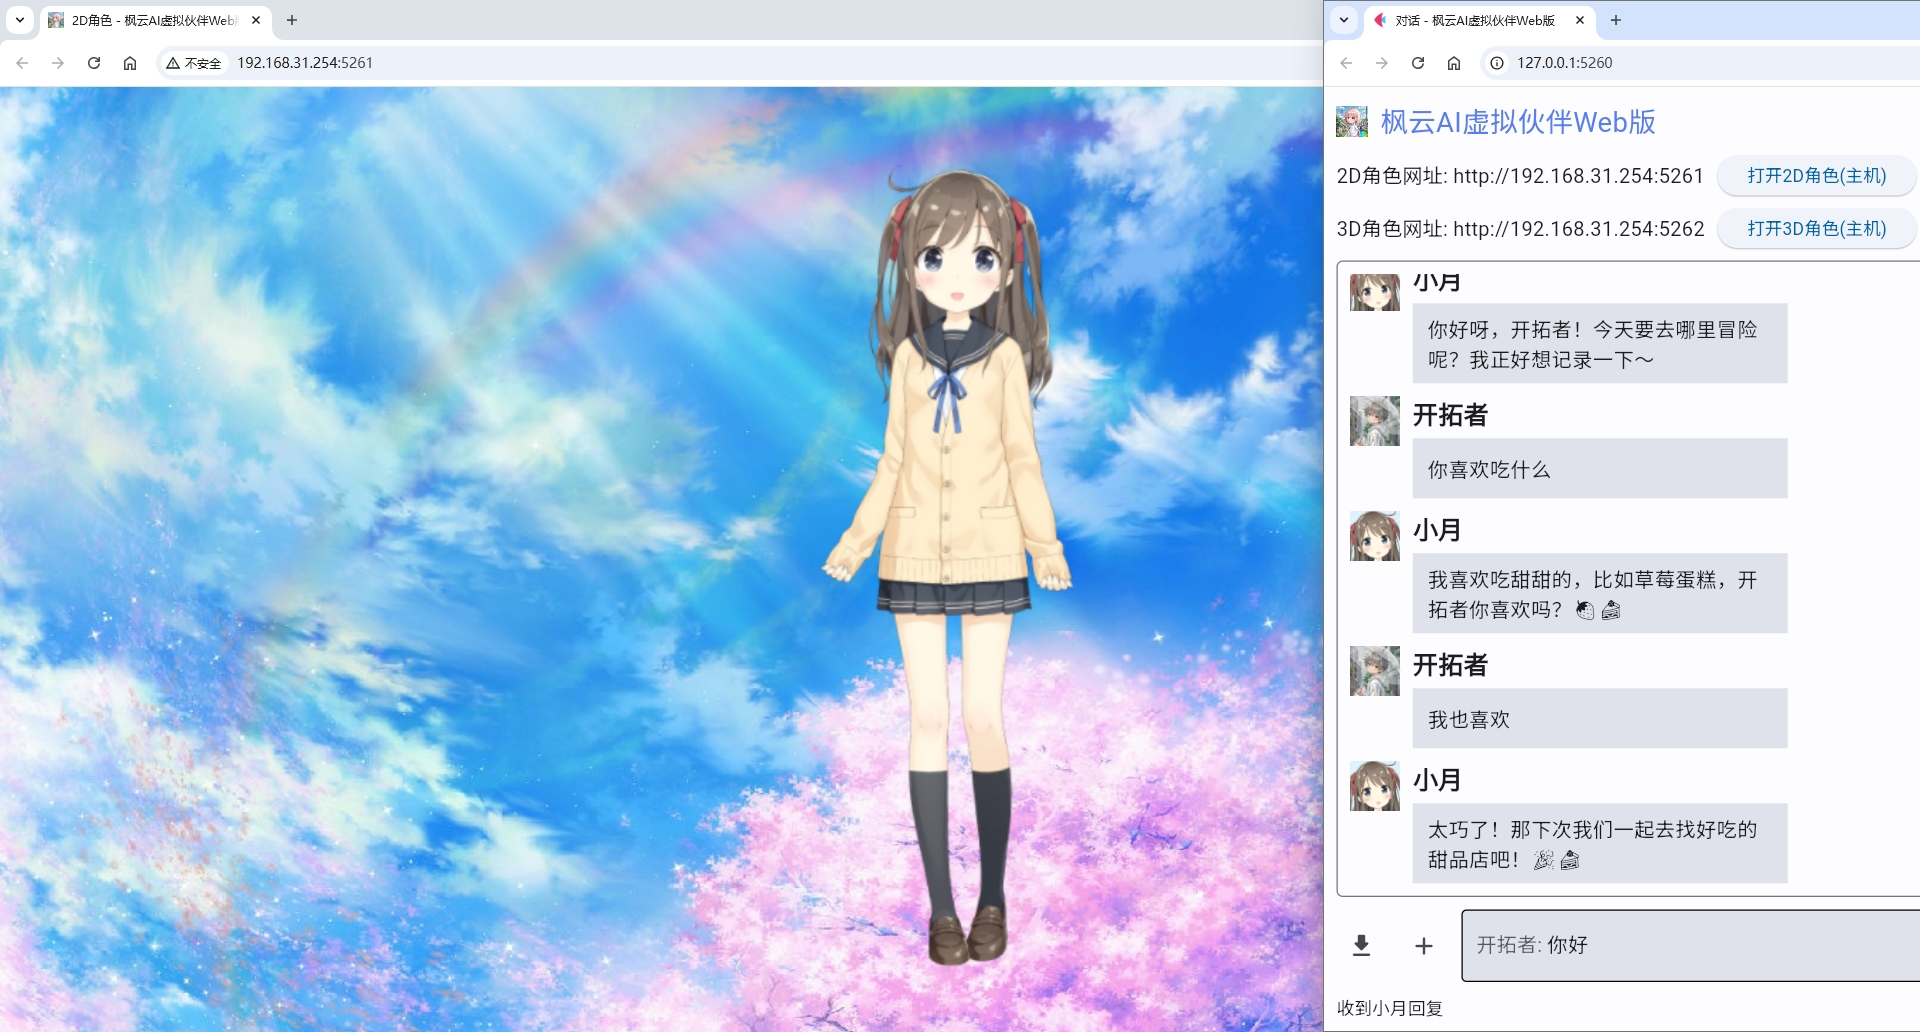 2D角色 - 枫云AI虚拟伙伴Web
不安全
192.168.31.254:5261
对话 - 枫云AI虚拟伙伴Web版
127.0.0.1:5260
枫云AI虚拟伙伴Web版
2D角色网址: http://192.168.31.254:5261
打开2D角色(主机)
3D角色网址: http://192.168.31.254:5262
打开3D角色(主机)
小月
你好呀，开拓者！今天要去哪里冒险
呢？我正好想记录一下～
开拓者
你喜欢吃什么
小月
我喜欢吃甜甜的，比如草莓蛋糕，开
拓者你喜欢吗？🍓🍰
开拓者
我也喜欢
小月
太巧了！那下次我们一起去找好吃的
甜品店吧！🎉🍰
开拓者: 你好
收到小月回复